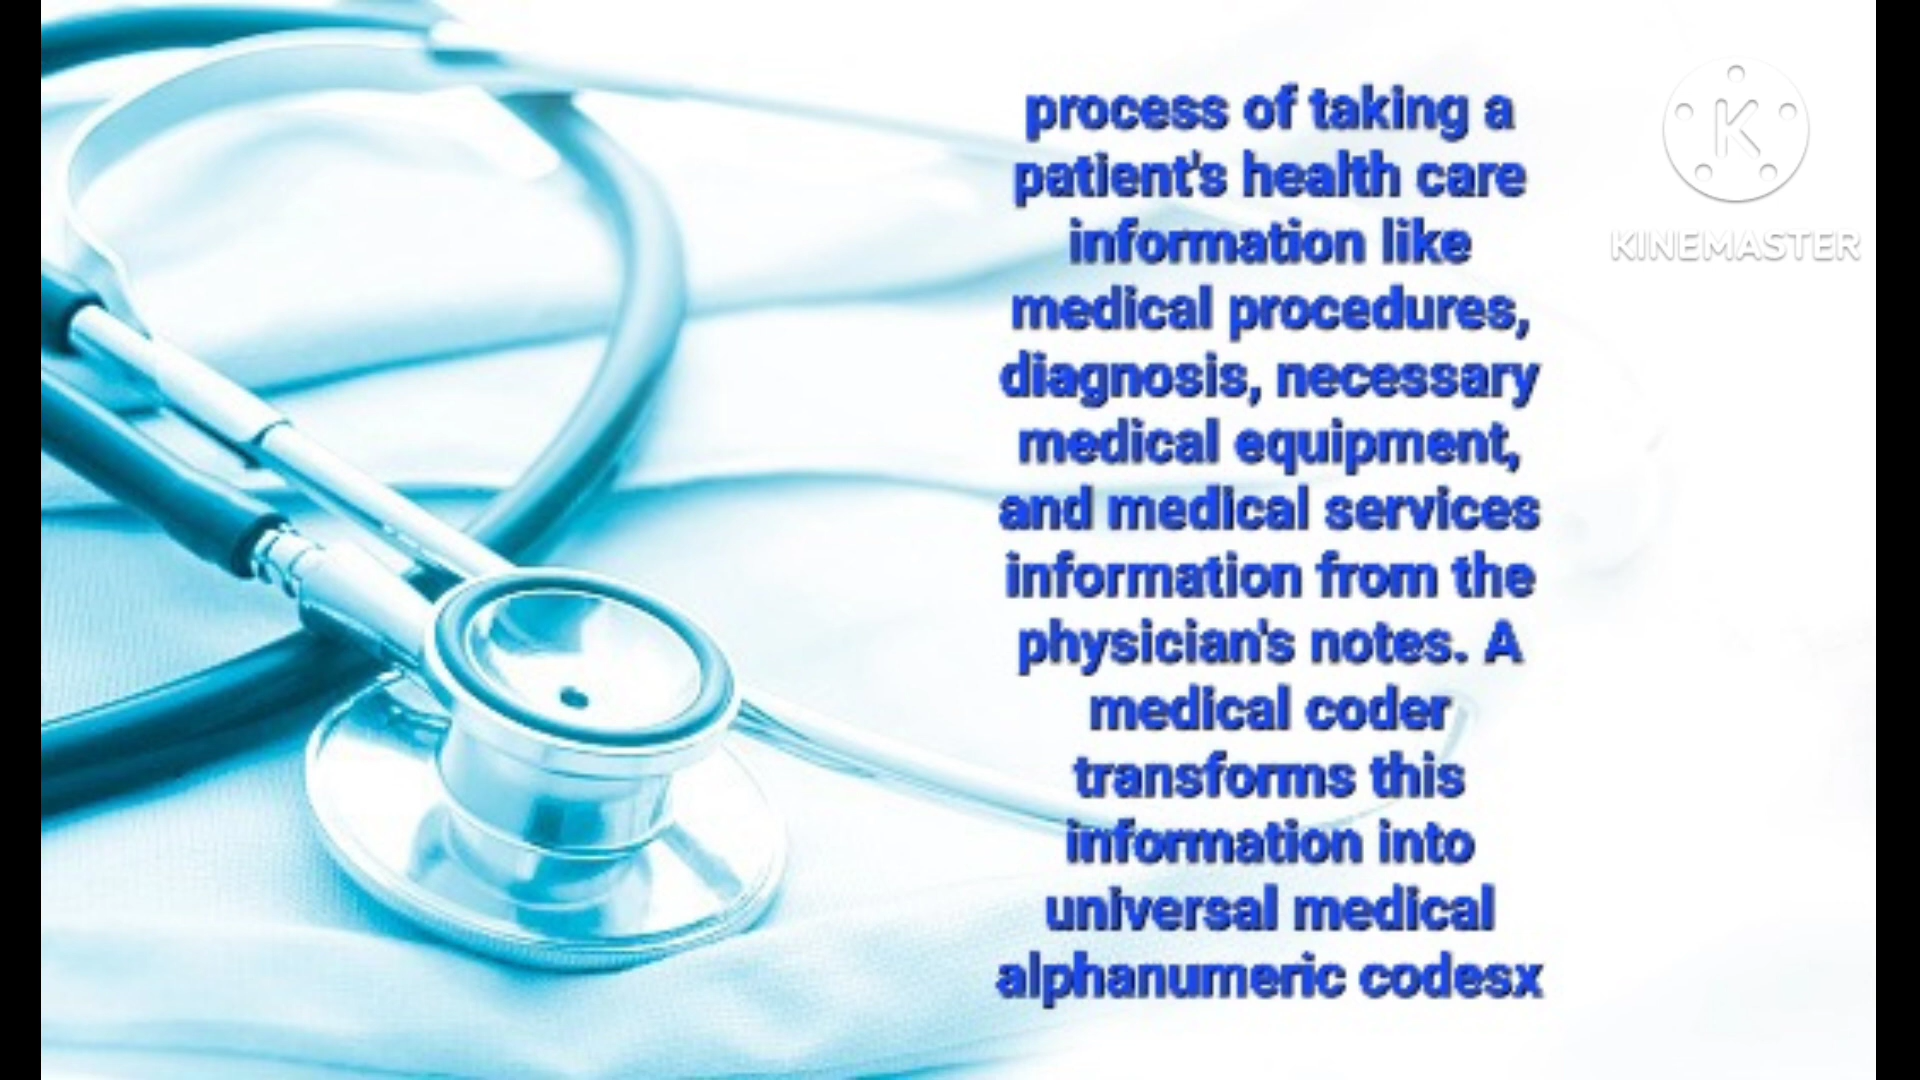 process of taking a
patient's health care
information like
medical procedures,
diagnosis, necessary
medical equipment,
and medical services
information from the
physician's notes. A
medical coder
transforms this
information into
universal medical
alphanumeric codesx
K
KINEMASTER